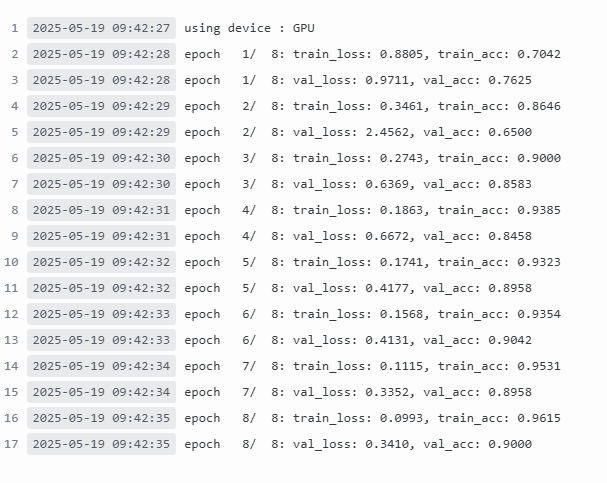 1 2025-05-19 09:42:27 using device : GPU
2 2025-05-19 09:42:28 epoch   1/  8: train_loss: 0.8805, train_acc: 0.7042
3 2025-05-19 09:42:28 epoch   1/  8: val_loss: 0.9711, val_acc: 0.7625
4 2025-05-19 09:42:29 epoch   2/  8: train_loss: 0.3461, train_acc: 0.8646
5 2025-05-19 09:42:29 epoch   2/  8: val_loss: 2.4562, val_acc: 0.6500
6 2025-05-19 09:42:30 epoch   3/  8: train_loss: 0.2743, train_acc: 0.9000
7 2025-05-19 09:42:30 epoch   3/  8: val_loss: 0.6369, val_acc: 0.8583
8 2025-05-19 09:42:31 epoch   4/  8: train_loss: 0.1863, train_acc: 0.9385
9 2025-05-19 09:42:31 epoch   4/  8: val_loss: 0.6672, val_acc: 0.8458
10 2025-05-19 09:42:32 epoch   5/  8: train_loss: 0.1741, train_acc: 0.9323
11 2025-05-19 09:42:32 epoch   5/  8: val_loss: 0.4177, val_acc: 0.8958
12 2025-05-19 09:42:33 epoch   6/  8: train_loss: 0.1568, train_acc: 0.9354
13 2025-05-19 09:42:33 epoch   6/  8: val_loss: 0.4131, val_acc: 0.9042
14 2025-05-19 09:42:34 epoch   7/  8: train_loss: 0.1115, train_acc: 0.9531
15 2025-05-19 09:42:34 epoch   7/  8: val_loss: 0.3352, val_acc: 0.8958
16 2025-05-19 09:42:35 epoch   8/  8: train_loss: 0.0993, train_acc: 0.9615
17 2025-05-19 09:42:35 epoch   8/  8: val_loss: 0.3410, val_acc: 0.9000